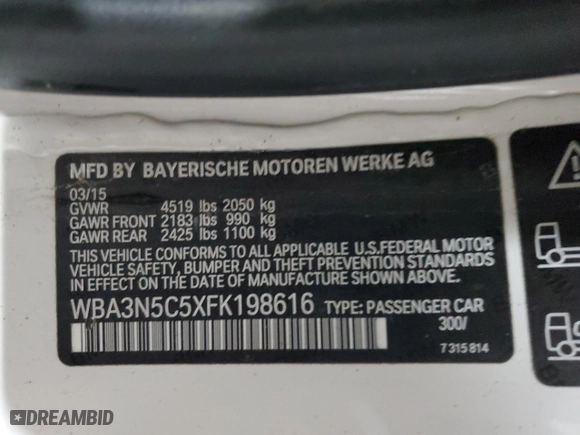 MFD BY BAYERISCHE MOTOREN WERKE AG
03/15
GVWR 4519 lbs 2050 kg
GAWR FRONT 2183 lbs 990 kg
GAWR REAR 2425 lbs 1100 kg
THIS VEHICLE CONFORMS TO ALL APPLICABLE U.S.FEDERAL MOTOR
VEHICLE SAFETY, BUMPER AND THEFT PREVENTION STANDARDS
IN EFFECT ON THE DATE OF MANUFACTURE SHOWN ABOVE.
WBA3N5C5XFK198616 TYPE: PASSENGER CAR
300/
7 315 814
DREAMBID